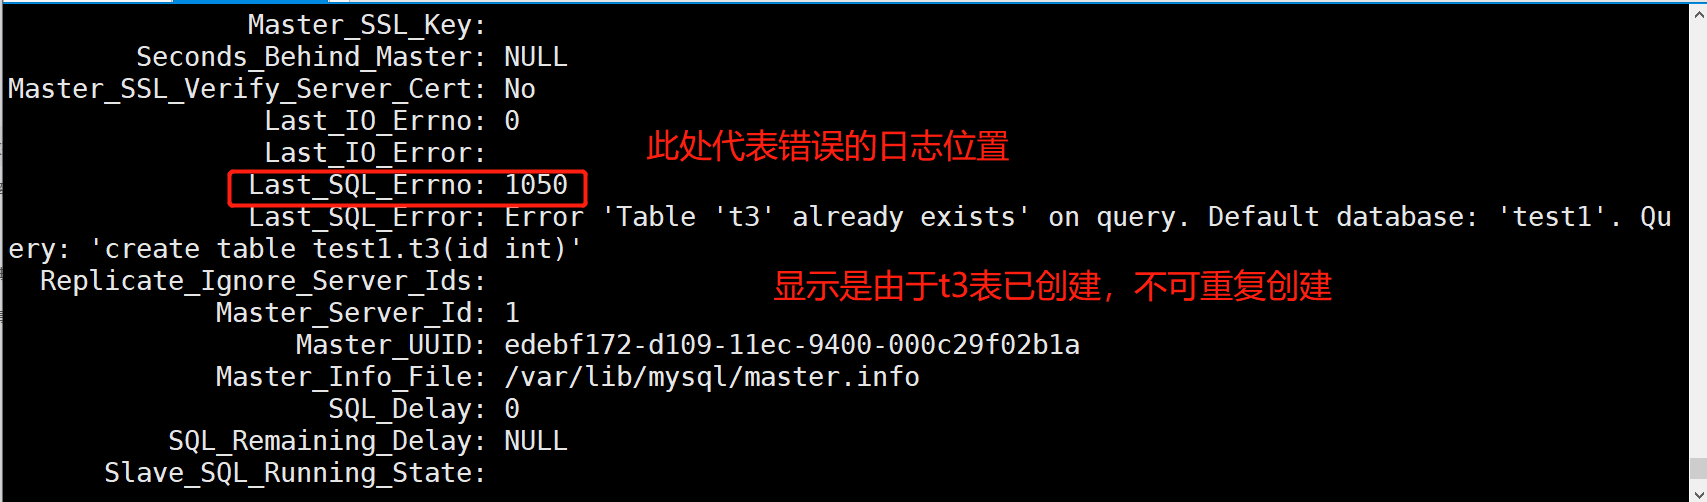 Master_SSL_Key:
Seconds_Behind_Master: NULL
Master_SSL_Verify_Server_Cert: No
Last_IO_Errno: 0
此处代表错误的日志位置
Last_IO_Error:
Last_SQL_Errno: 1050
Last_SQL_Error: Error 'Table 't3' already exists' on query. Default database: 'test1'. Qu
ery: 'create table test1.t3(id int)'
Replicate_Ignore_Server_Ids:
显示是由于t3表已创建，不可重复创建
Master_Server_Id: 1
Master_UUID: edebf172-d109-11ec-9400-000c29f02b1a
Master_Info_File: /var/lib/mysql/master.info
SQL_Delay: 0
SQL_Remaining_Delay: NULL
Slave_SQL_Running_State: